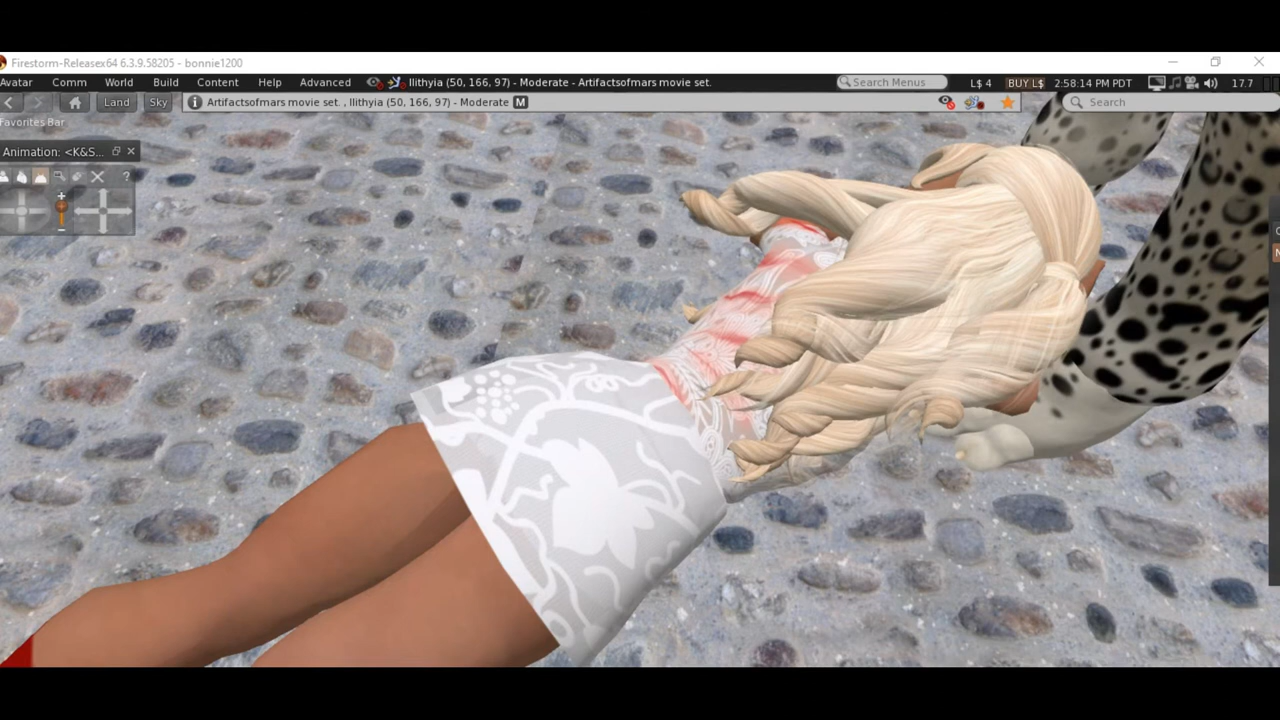 Firestorm-Releasex64 6.3.9.58205 - bonnie1200
Avatar Comm World Build Content Help Advanced Ilithyia (50, 166, 97) - Moderate - Artifactsofmars movie set. Search Menus L$ 4 BUY L$ 2:58:14 PM PDT 17.7
Land Sky Artifactsofmars movie set. , Ilithyia (50, 166, 97) - Moderate M Search
Favorites Bar
Animation: <K&S...
?